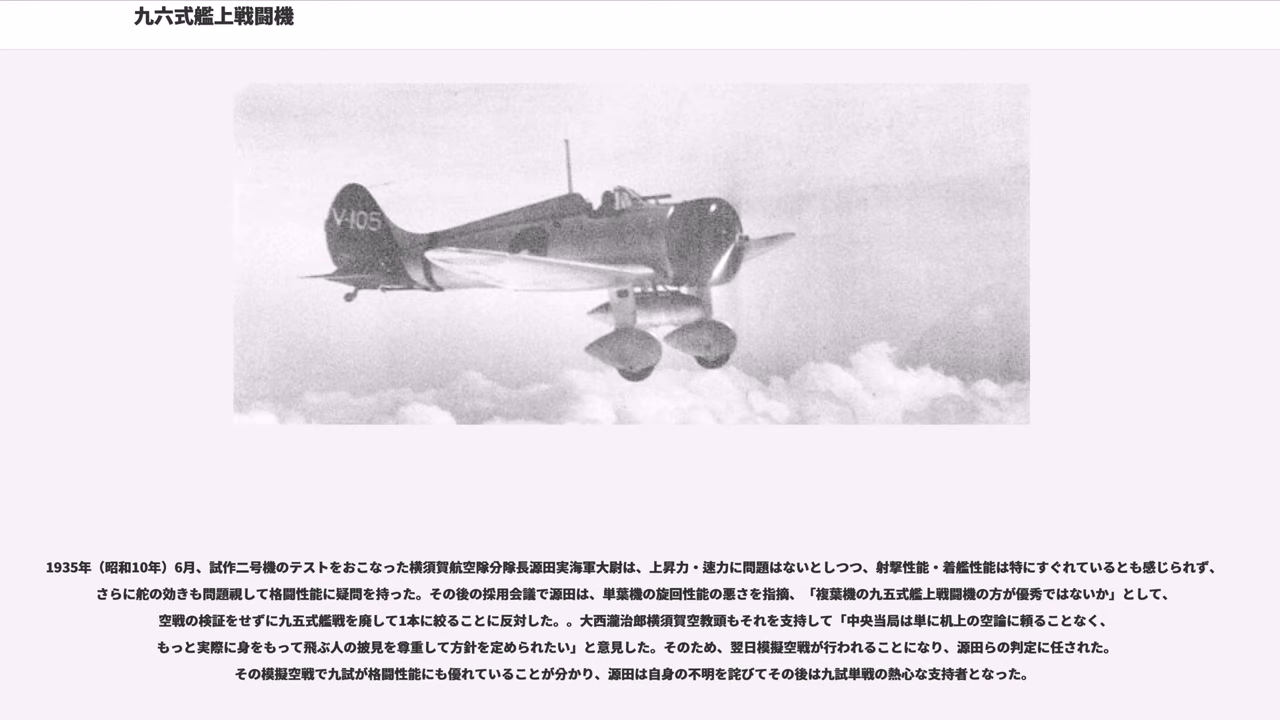 九六式艦上戦闘機
V-105
1935年（昭和10年）6月、試作二号機のテストをおこなった横須賀航空隊分隊長源田実海軍大尉は、上昇力・速力に問題はないとしつつ、射撃性能・着艦性能は特にすぐれているとも感じられず、
さらに舵の効きも問題視して格闘性能に疑問を持った。その後の採用会議で源田は、単葉機の旋回性能の悪さを指摘、「複葉機の九五式艦上戦闘機の方が優秀ではないか」として、
空戦の検証をせずに九五式艦戦を廃して1本に絞ることに反対した。。大西瀧治郎横須賀空教頭もそれを支持して「中央当局は単に机上の空論に頼ることなく、
もっと実際に身をもって飛ぶ人の披見を尊重して方針を定められたい」と意見した。そのため、翌日模擬空戦が行われることになり、源田らの判定に任された。
その模擬空戦で九試が格闘性能にも優れていることが分かり、源田は自身の不明を詫びてその後は九試単戦の熱心な支持者となった。